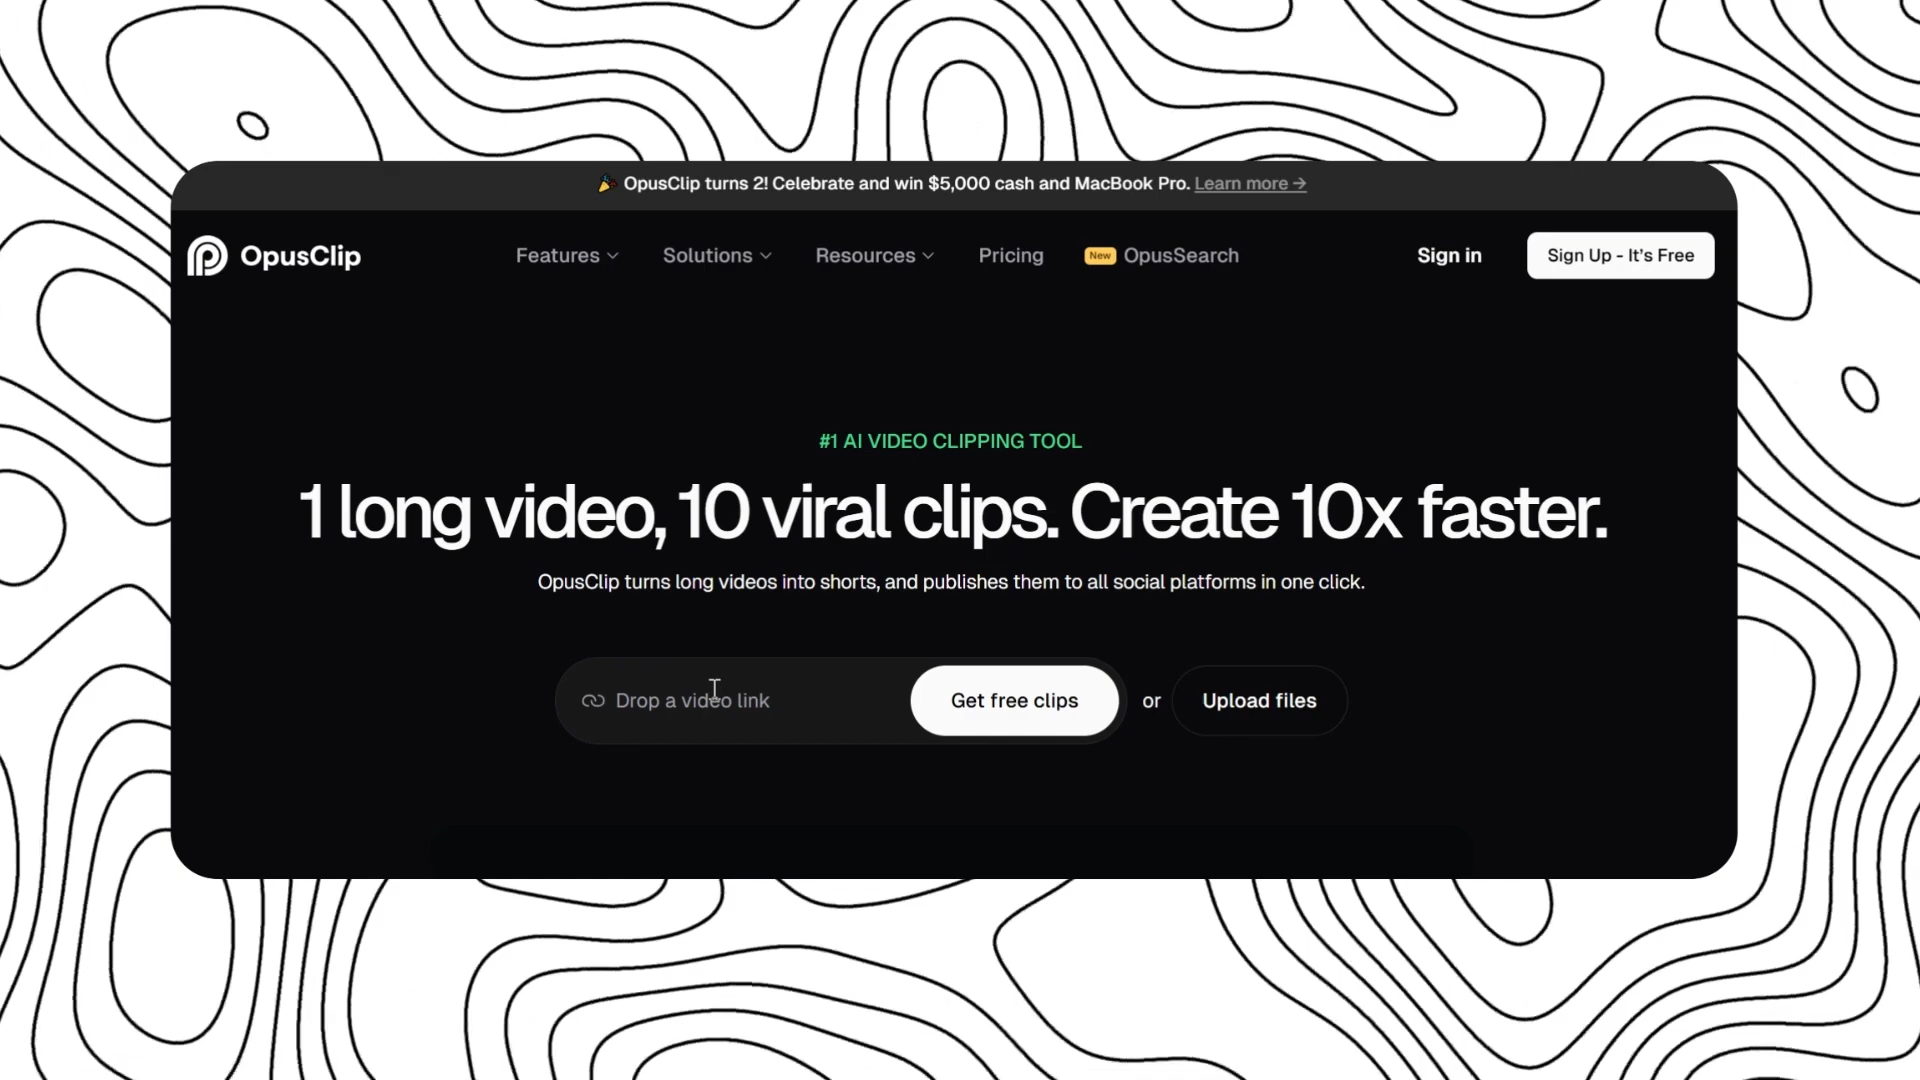 🎉 OpusClip turns 2! Celebrate and win $5,000 cash and MacBook Pro. Learn more →
OpusClip
Features
Solutions
Resources
Pricing
New OpusSearch
Sign in
Sign Up - It's Free
#1 AI VIDEO CLIPPING TOOL
1 long video, 10 viral clips. Create 10x faster.
OpusClip turns long videos into shorts, and publishes them to all social platforms in one click.
Drop a video link
Get free clips
or
Upload files